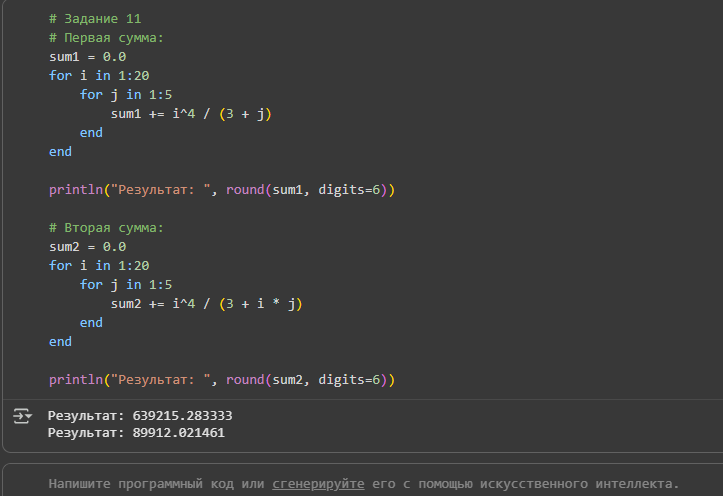 # Задание 11
# Первая сумма:
sum1 = 0.0
for i in 1:20
    for j in 1:5
        sum1 += i^4 / (3 + j)
    end
end
println("Результат: ", round(sum1, digits=6))
# Вторая сумма:
sum2 = 0.0
for i in 1:20
    for j in 1:5
        sum2 += i^4 / (3 + i * j)
    end
end
println("Результат: ", round(sum2, digits=6))
Результат: 639215.283333
Результат: 89912.021461
Напишите программный код или сгенерируйте его с помощью искусственного интеллекта.